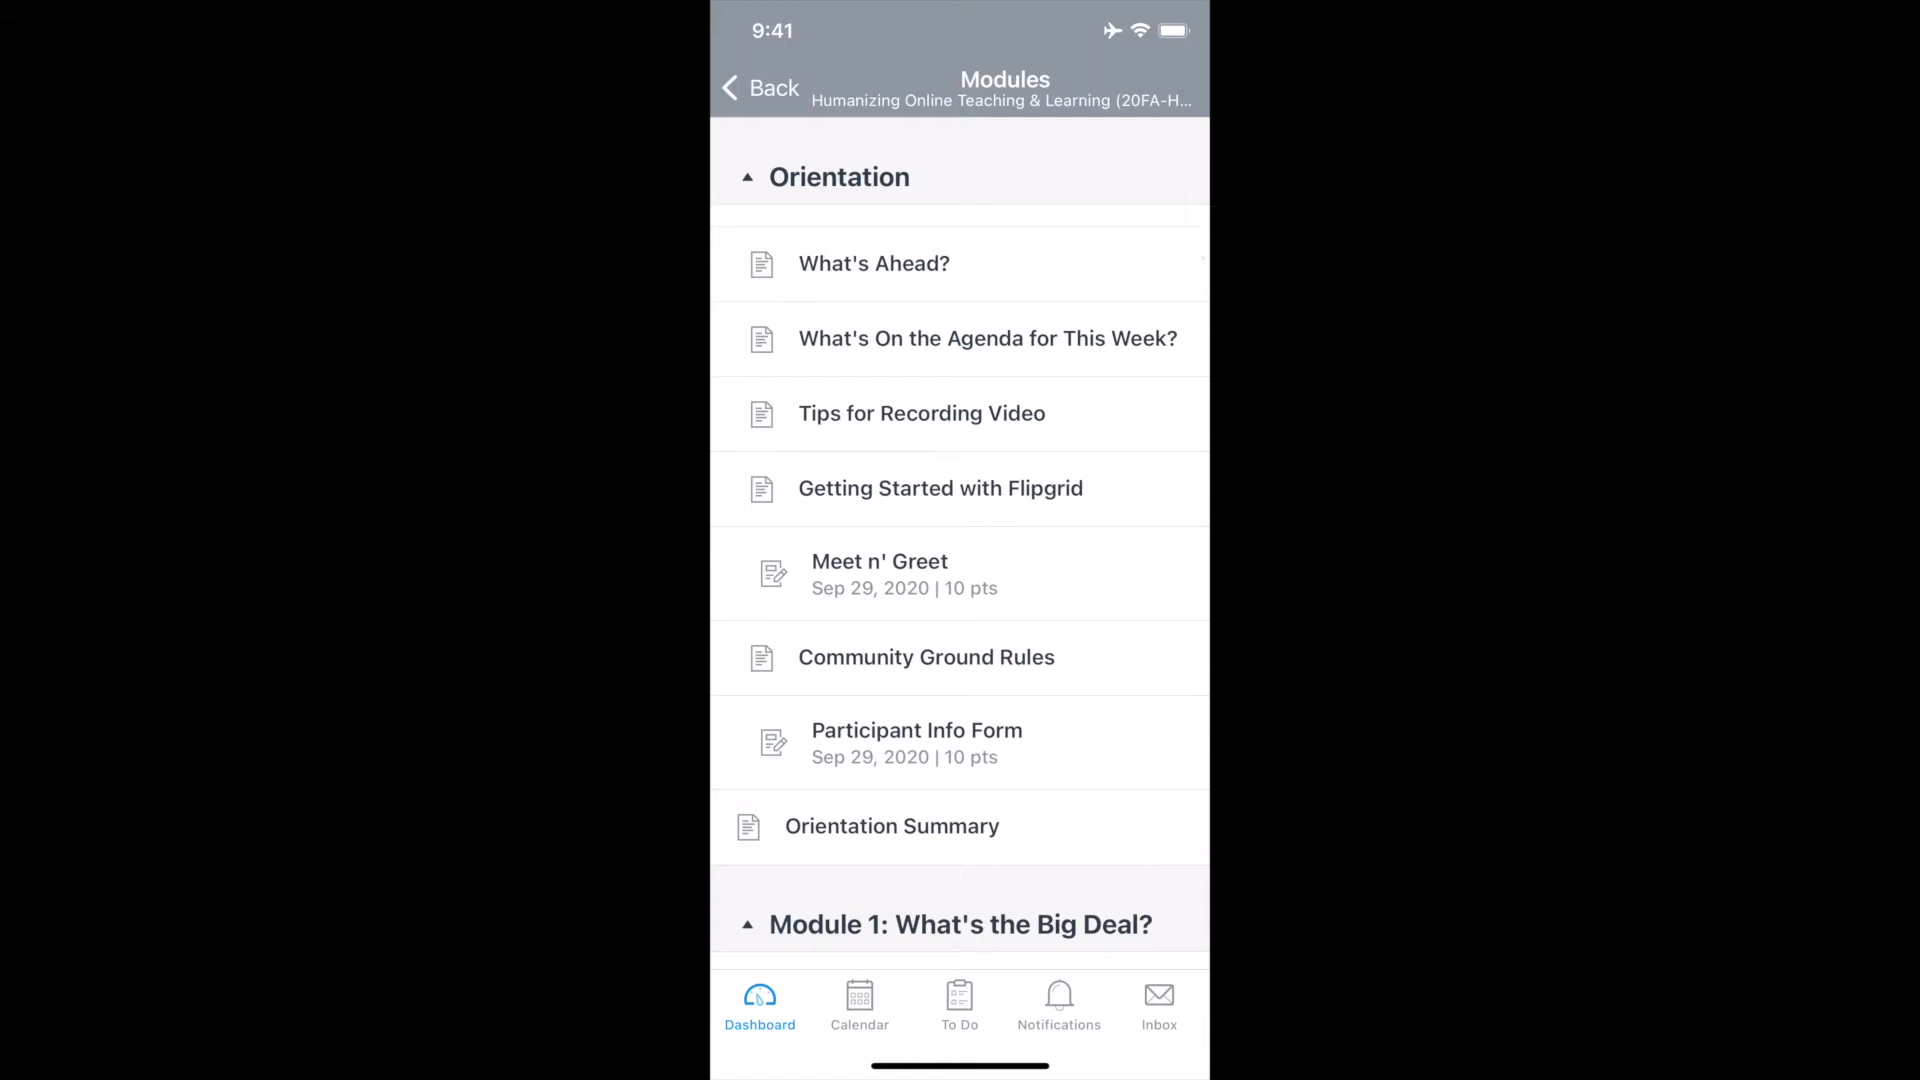 9:41
Back
Modules
Humanizing Online Teaching & Learning (20FA-H...
Orientation
What's Ahead?
What's On the Agenda for This Week?
Tips for Recording Video
Getting Started with Flipgrid
Meet n' Greet
Sep 29, 2020 | 10 pts
Community Ground Rules
Participant Info Form
Sep 29, 2020 | 10 pts
Orientation Summary
Module 1: What's the Big Deal?
Dashboard
Calendar
To Do
Notifications
Inbox